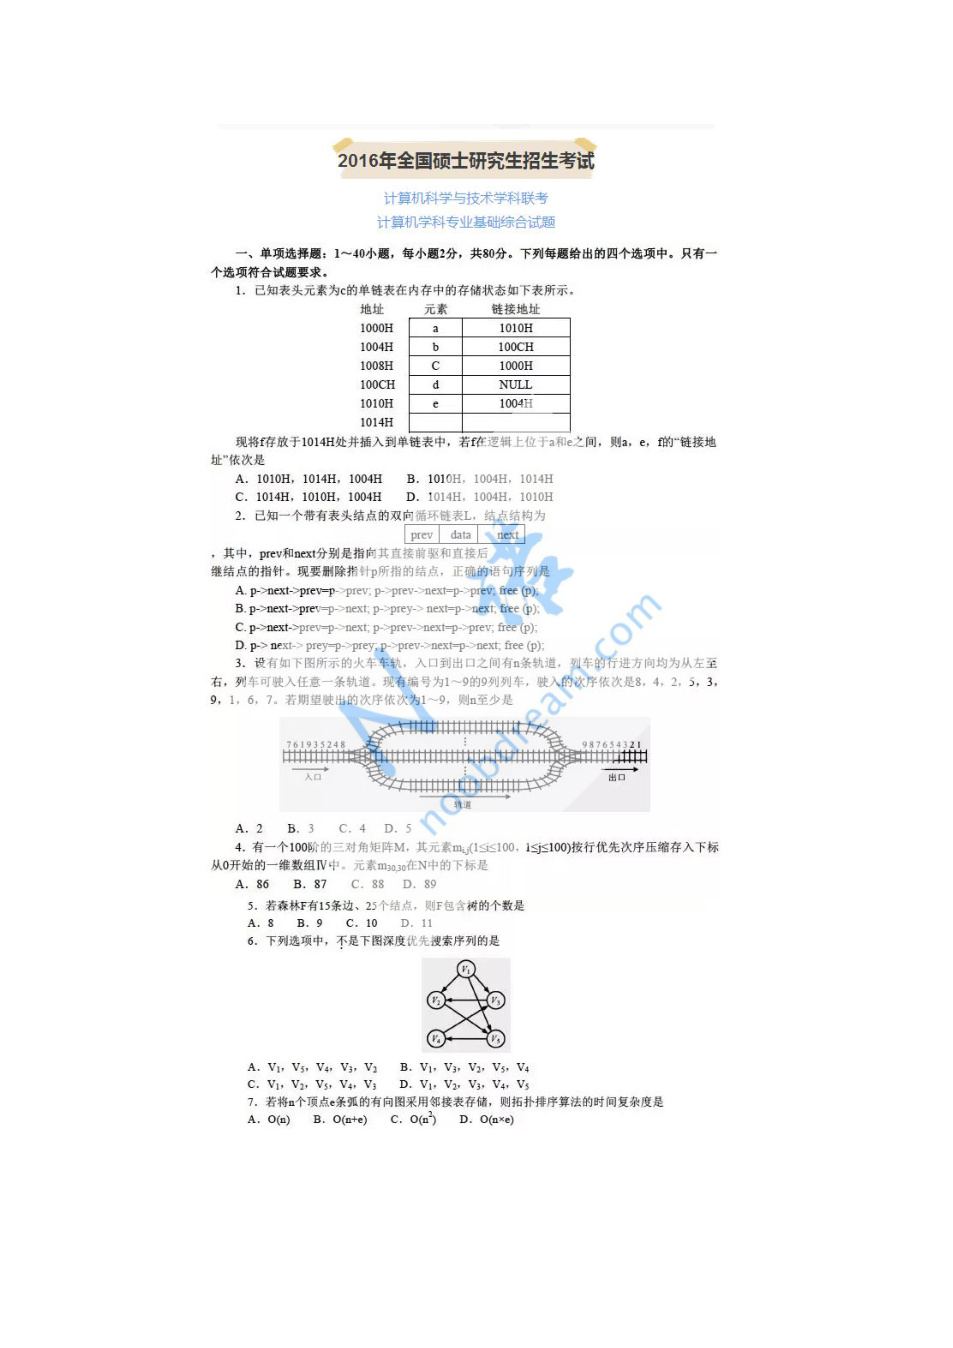 2016年全国硕士研究生招生考试
计算机科学与技术学科联考
计算机学科专业基础综合试题
一、单项选择题：1～40小题，每小题2分，共80分。下列每题给出的四个选项中。只有一
个选项符合试题要求。
1．已知表头元素为c的单链表在内存中的存储状态如下表所示。
地址 元素 链接地址
1000H a 1010H
1004H b 100CH
1008H C 1000H
100CH d NULL
1010H e 1004H
1014H
现将f存放于1014H处并插入到单链表中，若f在逻辑上位于a和e之间，则a，e，f的“链接地
址”依次是
A．1010H，1014H，1004H B．1010H，1004H，1014H
C．1014H，1010H，1004H D．1014H，1004H，1010H
2．已知一个带有表头结点的双向循环链表L，结点结构为
prev data next
，其中，prev和next分别是指向其直接前驱和直接后
继结点的指针。现要删除指针p所指的结点，正确的语句序列是
A. p->next->prev=p->prev; p->prev->next=p->prev; free (p);
B. p->next->prev=p->next; p->prey-> next=p->next; free (p);
C. p->next->prev=p->next; p->prev->next=p->prev; free (p);
D. p-> next-> prey=p->prey; p->prev->next=p->next; free (p);
3．设有如下图所示的火车车轨，入口到出口之间有n条轨道，列车的行进方向均为从左至
右，列车可驶入任意一条轨道。现有编号为1～9的9列列车，驶入的次序依次是8，4，2，5，3，
9，1，6，7。若期望驶出的次序依次为1～9，则n至少是
761935248 987654321
入口 出口
轨道
A．2 B．3 C．4 D．5
4．有一个100阶的三对角矩阵M，其元素mi,j(1≤i≤100，1≤j≤100)按行优先次序压缩存入下标
从0开始的一维数组Ⅳ中。元素m30,30在N中的下标是
A．86 B．87 C．88 D．89
5．若森林F有15条边、25个结点，则F包含树的个数是
A．8 B．9 C．10 D．11
6．下列选项中，不是下图深度优先搜索序列的是
V1
V2 V3
V4 V5
A．V1，V5，V4，V3，V2 B．V1，V3，V2，V5，V4
C．V1，V2，V5，V4，V3 D．V1，V2，V3，V4，V5
7．若将n个顶点e条弧的有向图采用邻接表存储，则拓扑排序算法的时间复杂度是
A．O(n) B．O(n+e) C．O(n²) D．O(n×e)
noobdream.com